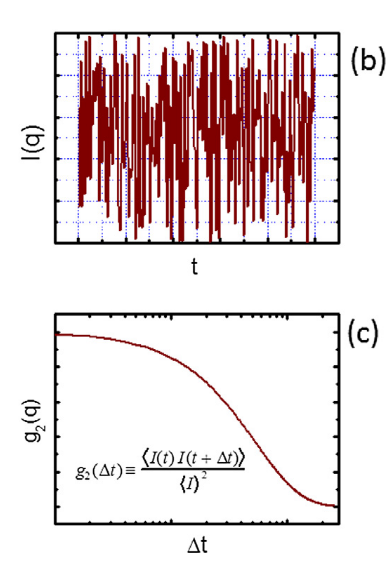 (b)
I(q)
t
(c)
g₂(q)
g₂(Δt)≡⟨I(t)I(t+Δt)⟩/⟨I⟩²
Δt